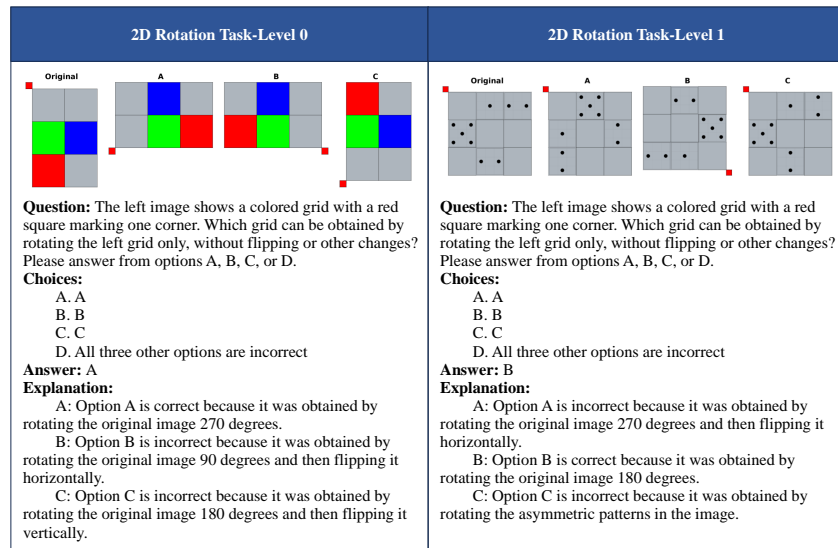 2D Rotation Task-Level 0
Original
A
B
C
Question: The left image shows a colored grid with a red
square marking one corner. Which grid can be obtained by
rotating the left grid only, without flipping or other changes?
Please answer from options A, B, C, or D.
Choices:
A. A
B. B
C. C
D. All three other options are incorrect
Answer: A
Explanation:
A: Option A is correct because it was obtained by
rotating the original image 270 degrees.
B: Option B is incorrect because it was obtained by
rotating the original image 90 degrees and then flipping it
horizontally.
C: Option C is incorrect because it was obtained by
rotating the original image 180 degrees and then flipping it
vertically.
2D Rotation Task-Level 1
Original
A
B
C
Question: The left image shows a colored grid with a red
square marking one corner. Which grid can be obtained by
rotating the left grid only, without flipping or other changes?
Please answer from options A, B, C, or D.
Choices:
A. A
B. B
C. C
D. All three other options are incorrect
Answer: B
Explanation:
A: Option A is incorrect because it was obtained by
rotating the original image 270 degrees and then flipping it
horizontally.
B: Option B is correct because it was obtained by
rotating the original image 180 degrees.
C: Option C is incorrect because it was obtained by
rotating the asymmetric patterns in the image.